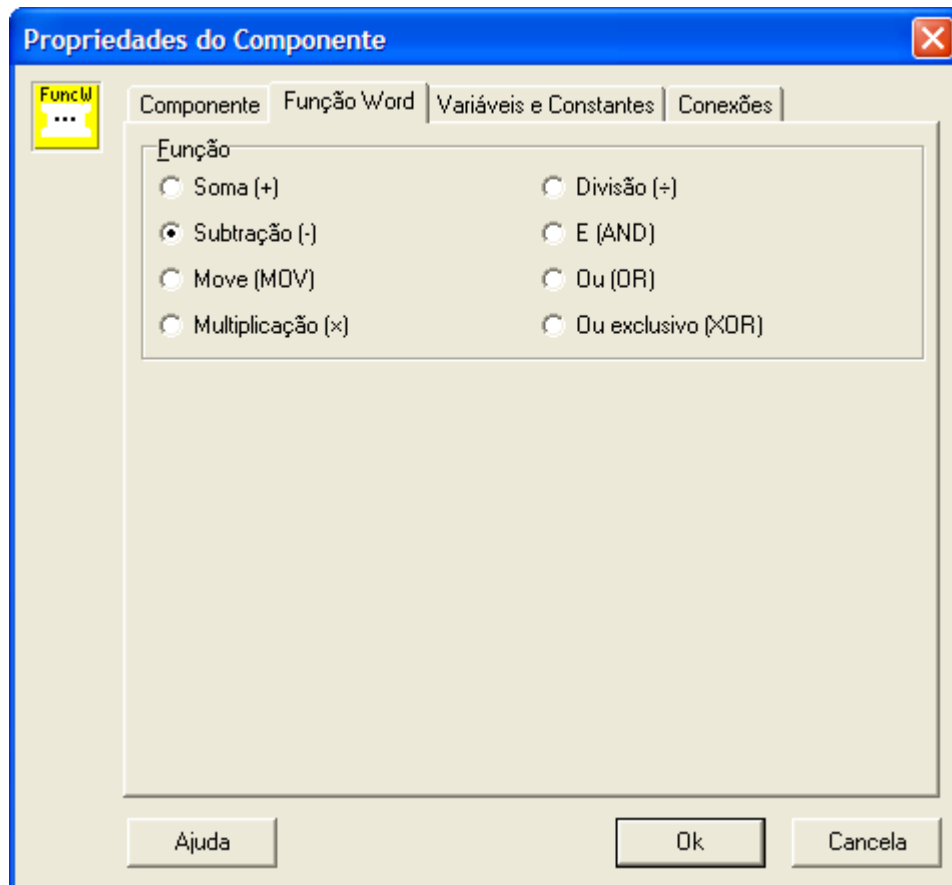 Propriedades do Componente
FuncW
...
Componente Função Word Variáveis e Constantes Conexões
Função
Soma (+) Divisão (÷)
Subtração (-) E (AND)
Move (MOV) Ou (OR)
Multiplicação (×) Ou exclusivo (XOR)
Ajuda Ok Cancela